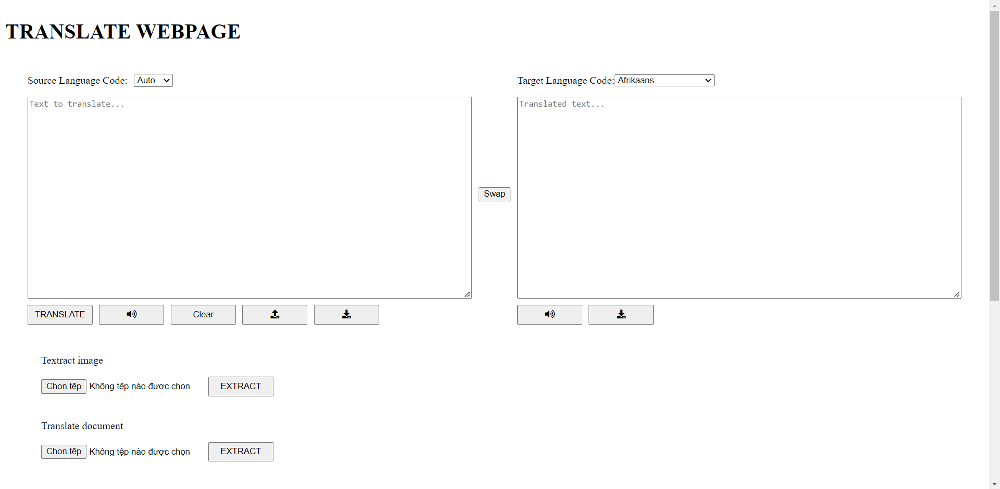 TRANSLATE WEBPAGE
Source Language Code: Auto
Target Language Code: Afrikaans
Text to translate...
Translated text...
Swap
TRANSLATE
Clear
Textract image
Chọn tệp Không tệp nào được chọn EXTRACT
Translate document
Chọn tệp Không tệp nào được chọn EXTRACT